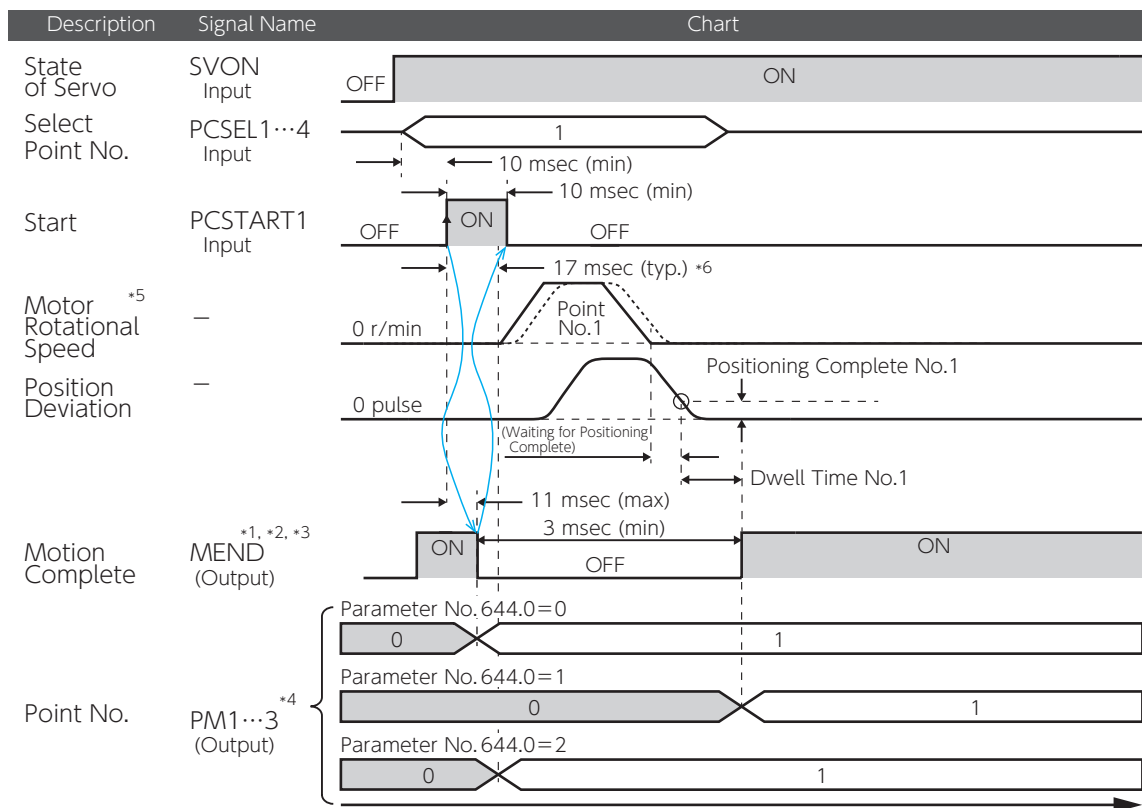 Description Signal Name Chart
State of Servo
SVON
Input
OFF
ON
Select Point No.
PCSEL1⋯4
Input
1
10 msec (min)
10 msec (min)
Start
PCSTART1
Input
OFF
ON
OFF
17 msec (typ.) *6
Motor *5
Rotational
Speed
–
0 r/min
Point
No.1
Position
Deviation
–
0 pulse
Positioning Complete No.1
(Waiting for Positioning
Complete)
Dwell Time No.1
11 msec (max)
3 msec (min)
Motion
Complete
MEND *1, *2, *3
(Output)
ON
OFF
ON
Parameter No. 644.0=0
0
1
Parameter No. 644.0=1
Point No.
PM1⋯3 *4
(Output)
0
1
Parameter No. 644.0=2
0
1